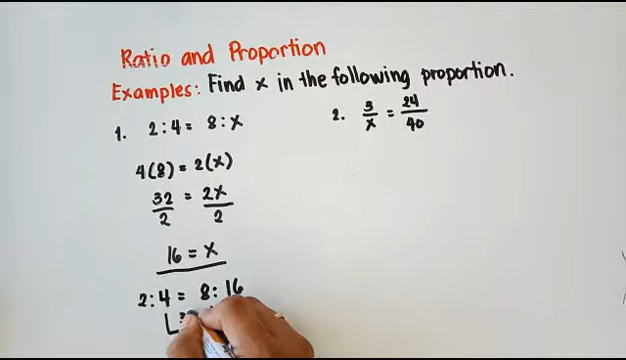 Ratio and Proportion
Examples: Find x in the following proportion.
1. 2:4 = 8:x
4(8) = 2(x)
32/2 = 2x/2
16 = x
2:4 = 8:16
2. 3/x = 24/40